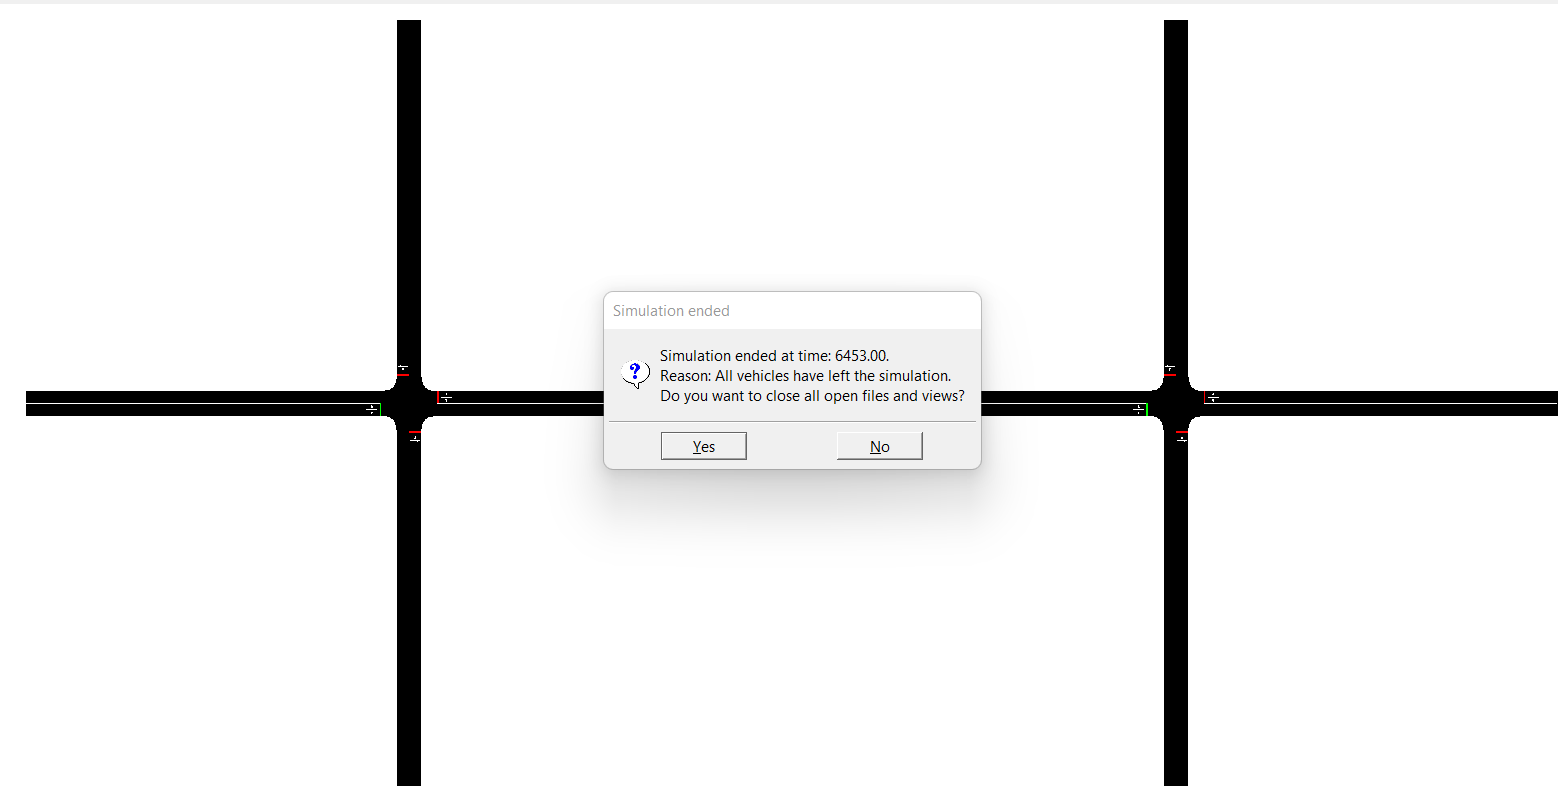 Simulation ended
Simulation ended at time: 6453.00.
Reason: All vehicles have left the simulation.
Do you want to close all open files and views?
Yes
No